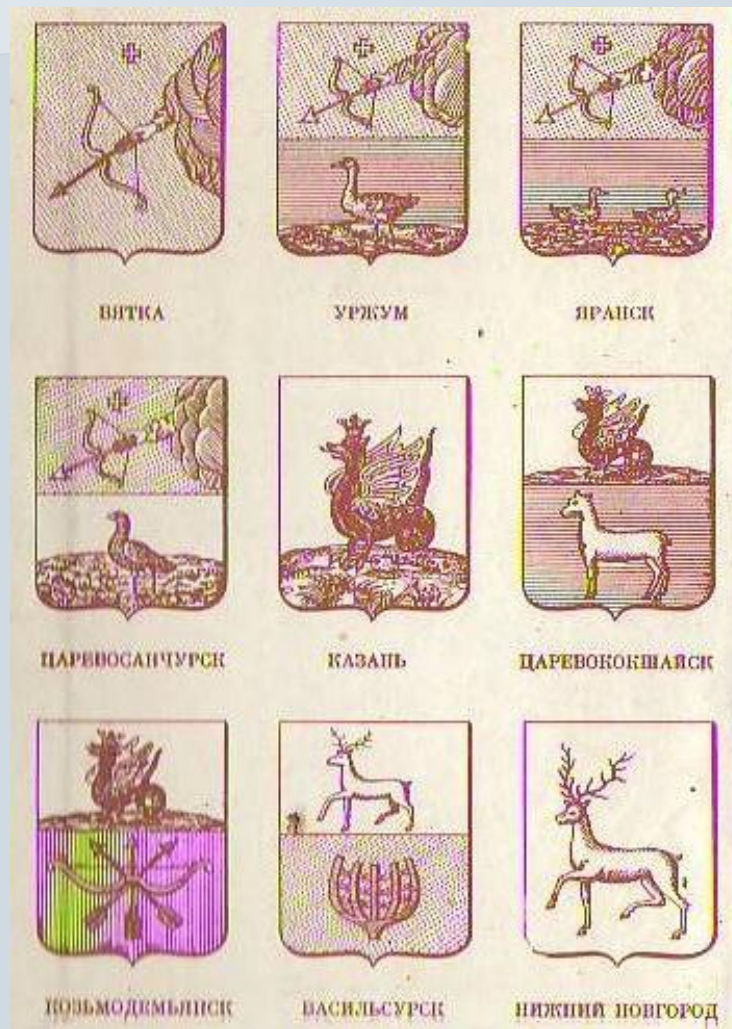 ВЯТКА
УРЖУМ
ЯРАНСК
ЦАРЕВОСАНЧУРСК
КАЗАНЬ
ЦАРЕВОКОКШАЙСК
КОЗЬМОДЕМЬЯНСК
ВАСИЛЬСУРСК
НИЖНИЙ НОВГОРОД